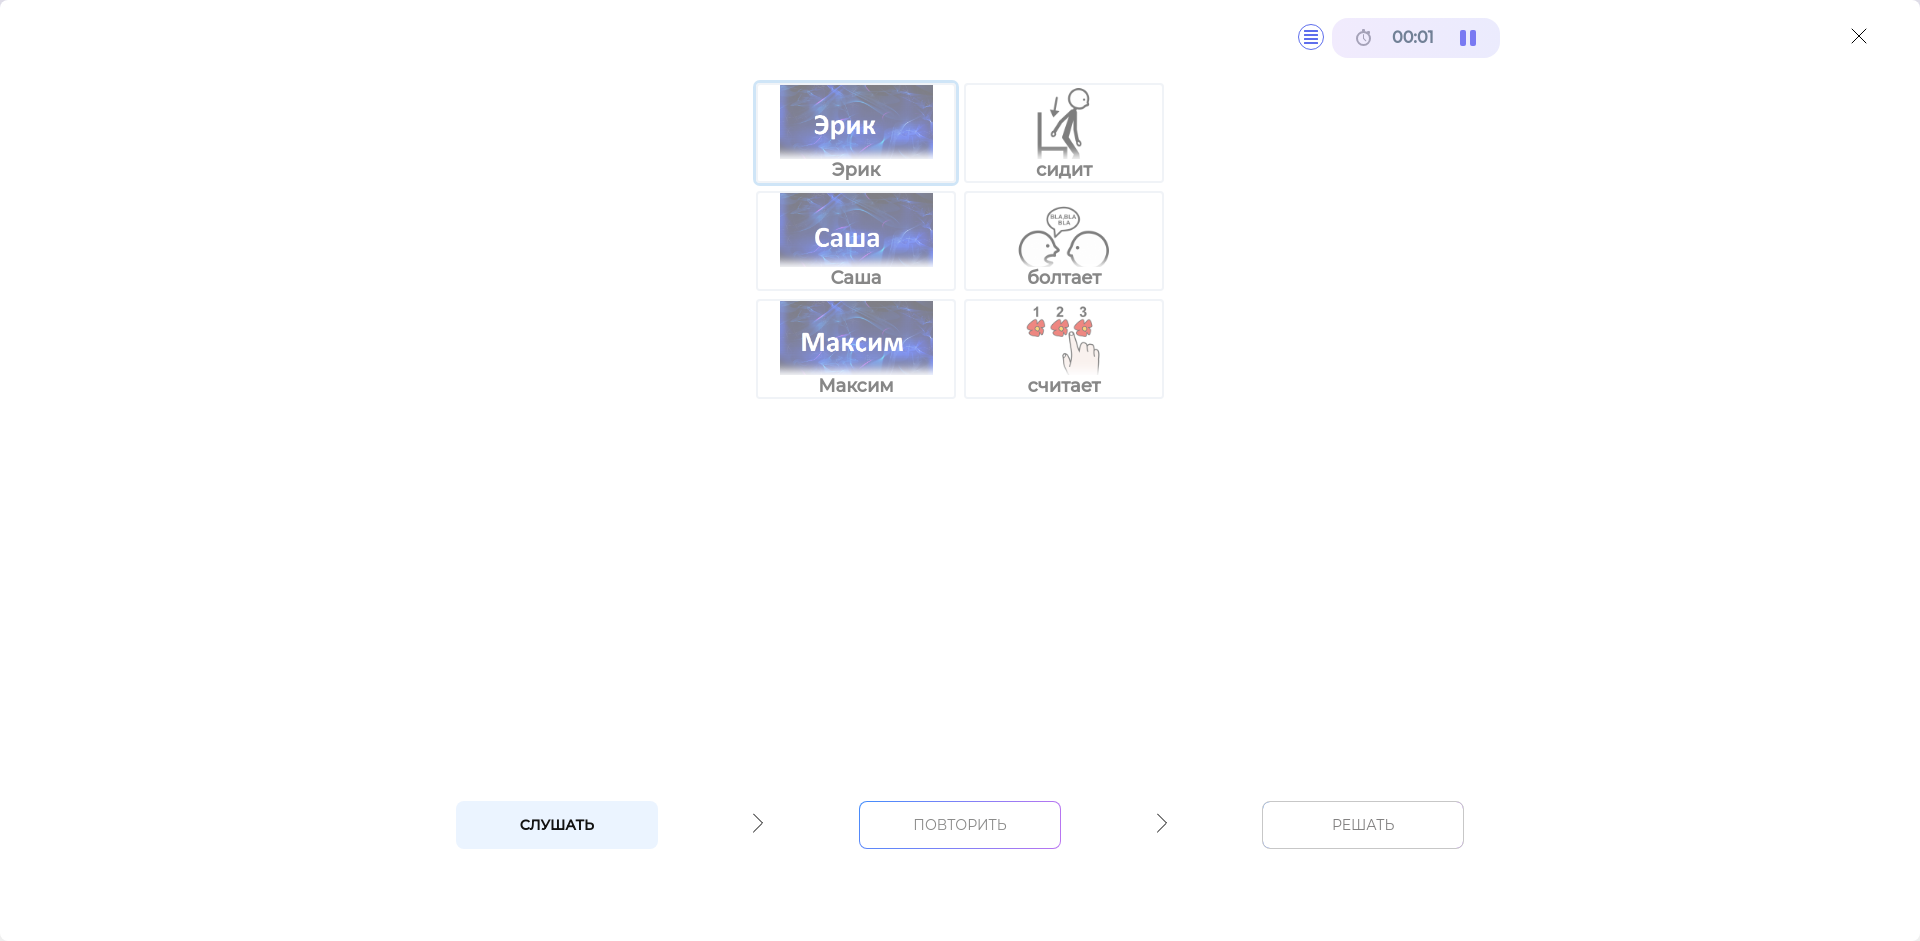 00:01
Эрик
Эрик
сидит
Саша
Саша
BLA,BLA
BLA
болтает
Максим
Максим
1 2 3
считает
СЛУШАТЬ
ПОВТОРИТЬ
РЕШАТЬ